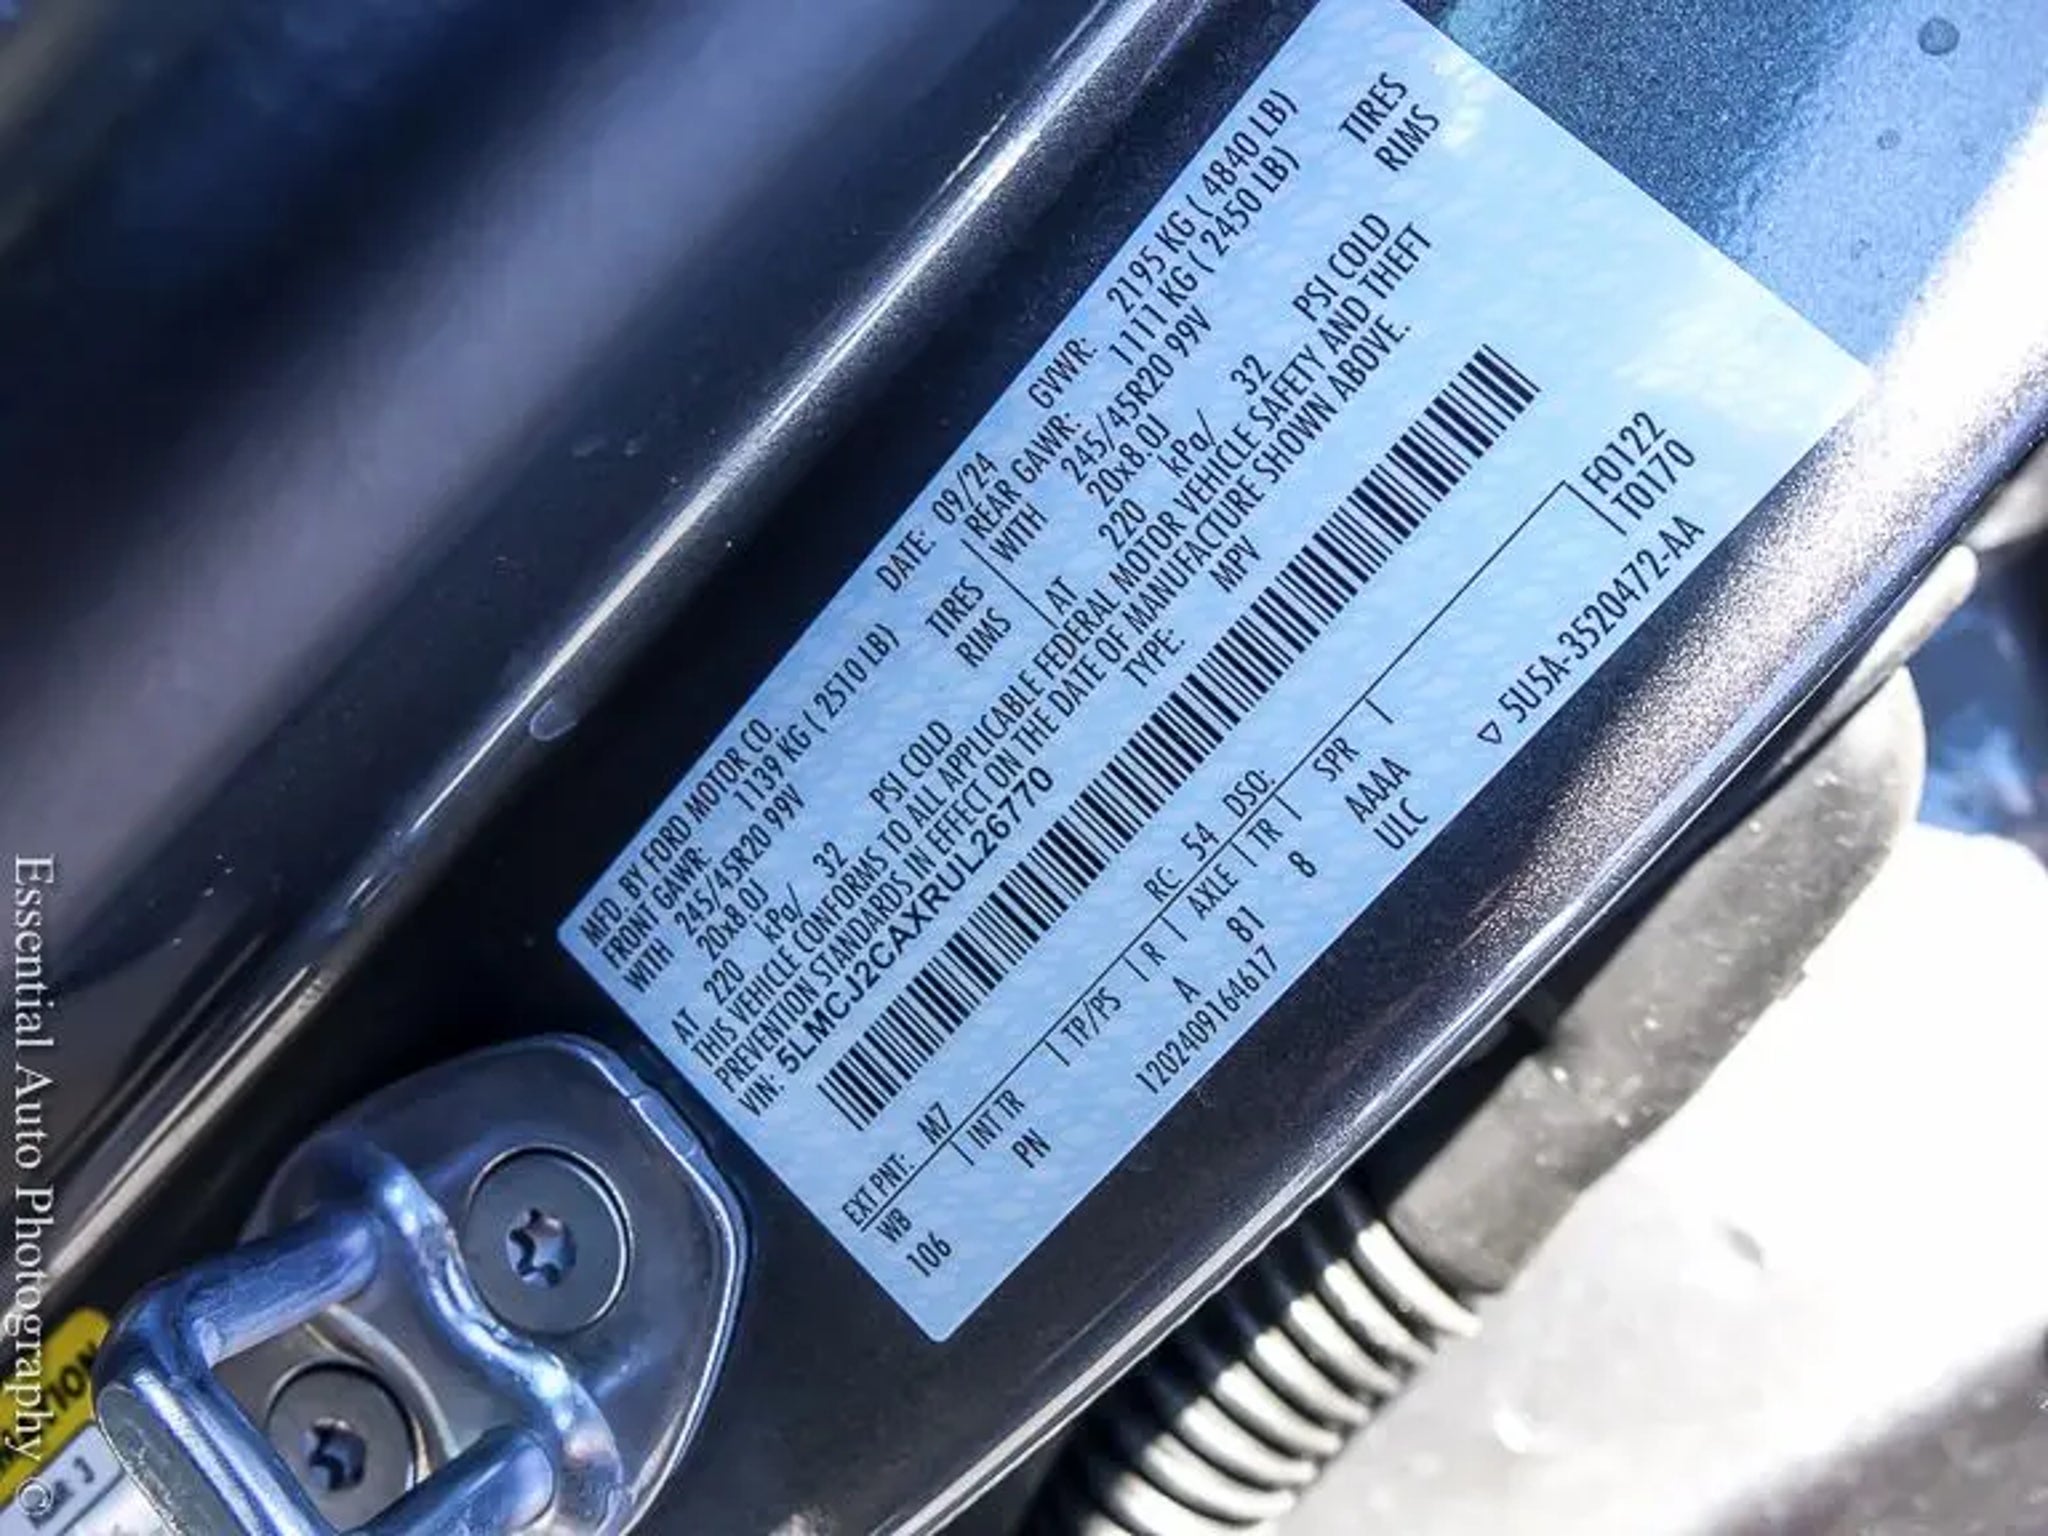 MFD. BY FORD MOTOR CO. DATE: 09/24 GVWR: 2195 KG ( 4840 LB)
FRONT GAWR: 1139 KG ( 2510 LB) REAR GAWR: 1111 KG ( 2450 LB)
WITH 245/45R20 99V TIRES WITH 245/45R20 99V TIRES
20x8.0J RIMS 20x8.0J RIMS
AT 220 kPa/ 32 PSI COLD AT 220 kPa/ 32 PSI COLD
THIS VEHICLE CONFORMS TO ALL APPLICABLE FEDERAL MOTOR VEHICLE SAFETY AND THEFT
PREVENTION STANDARDS IN EFFECT ON THE DATE OF MANUFACTURE SHOWN ABOVE.
VIN: 5LMCJ2CAXRUL26770 TYPE: MPV
EXT PNT: M7 RC: 54 DSO: F0122
WB | INT TR | TP/PS | R | AXLE | TR | SPR | T0170
106 PN A B1 8 AAAA
1202409164617 ULC
▽ 5U5A-3520472-AA
Essential Auto Photography ©